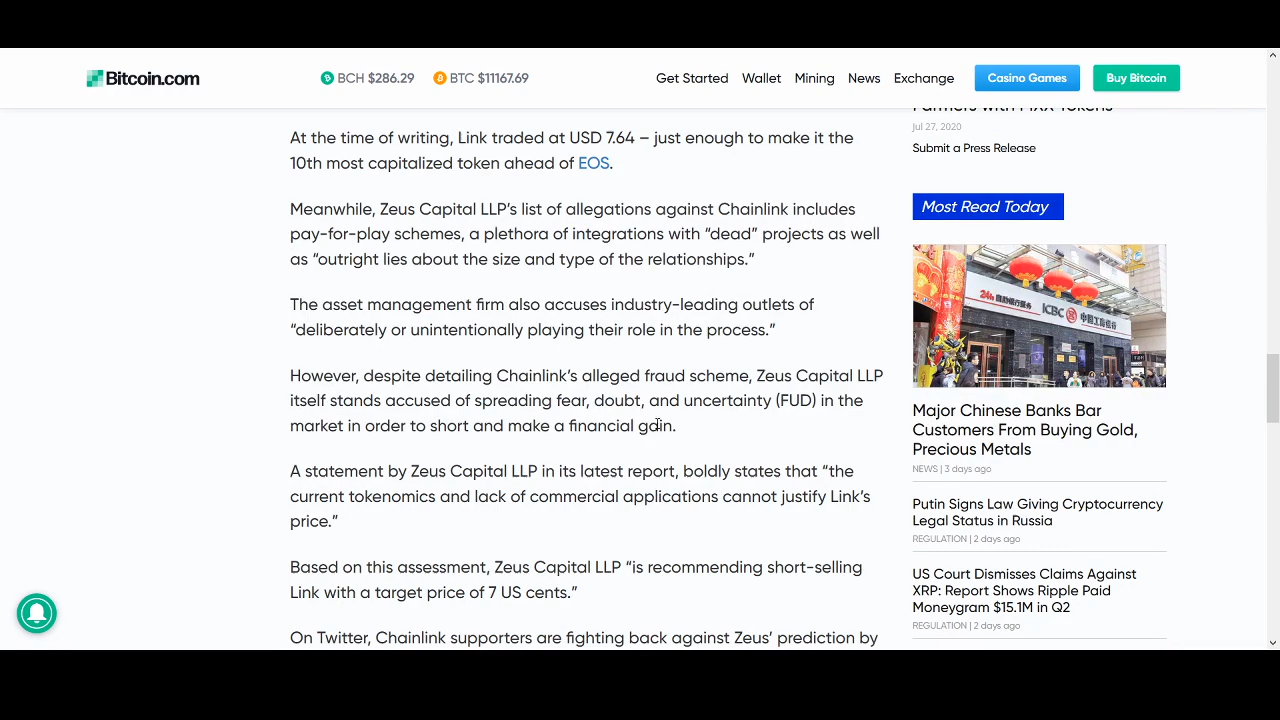 Bitcoin.com
BCH $286.29
BTC $11167.69
Get Started
Wallet
Mining
News
Exchange
Casino Games
Buy Bitcoin
At the time of writing, Link traded at USD 7.64 – just enough to make it the
10th most capitalized token ahead of EOS.
Meanwhile, Zeus Capital LLP’s list of allegations against Chainlink includes
pay-for-play schemes, a plethora of integrations with “dead” projects as well
as “outright lies about the size and type of the relationships.”
The asset management firm also accuses industry-leading outlets of
“deliberately or unintentionally playing their role in the process.”
However, despite detailing Chainlink’s alleged fraud scheme, Zeus Capital LLP
itself stands accused of spreading fear, doubt, and uncertainty (FUD) in the
market in order to short and make a financial gain.
A statement by Zeus Capital LLP in its latest report, boldly states that “the
current tokenomics and lack of commercial applications cannot justify Link’s
price.”
Based on this assessment, Zeus Capital LLP “is recommending short-selling
Link with a target price of 7 US cents.”
On Twitter, Chainlink supporters are fighting back against Zeus’ prediction by
Jul 27, 2020
Submit a Press Release
Most Read Today
ICBC 中国工商银行
Major Chinese Banks Bar
Customers From Buying Gold,
Precious Metals
NEWS | 3 days ago
Putin Signs Law Giving Cryptocurrency
Legal Status in Russia
REGULATION | 2 days ago
US Court Dismisses Claims Against
XRP: Report Shows Ripple Paid
Moneygram $15.1M in Q2
REGULATION | 2 days ago